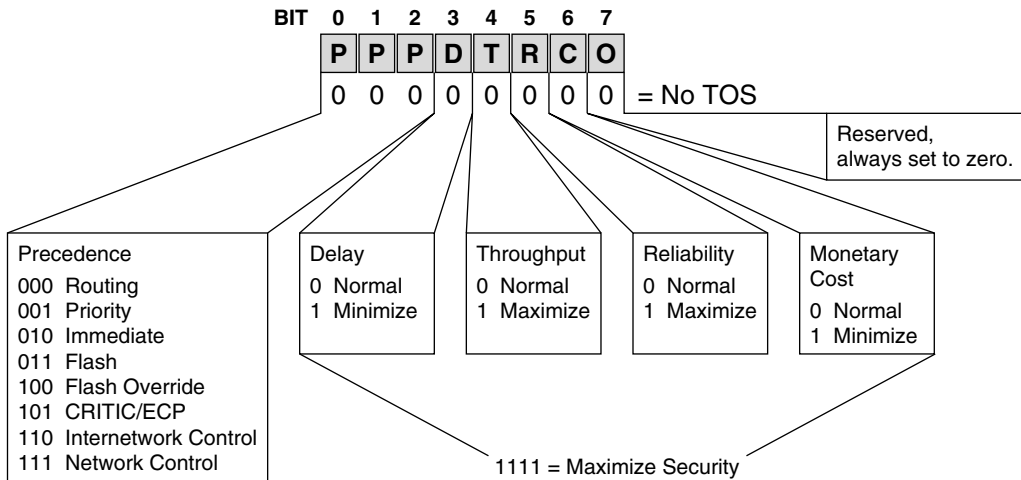 BIT 0 1 2 3 4 5 6 7
P P P D T R C O
0 0 0 0 0 0 0 0 = No TOS
Reserved,
always set to zero.
Precedence
000 Routing
001 Priority
010 Immediate
011 Flash
100 Flash Override
101 CRITIC/ECP
110 Internetwork Control
111 Network Control
Delay
0 Normal
1 Minimize
Throughput
0 Normal
1 Maximize
Reliability
0 Normal
1 Maximize
Monetary
Cost
0 Normal
1 Minimize
1111 = Maximize Security